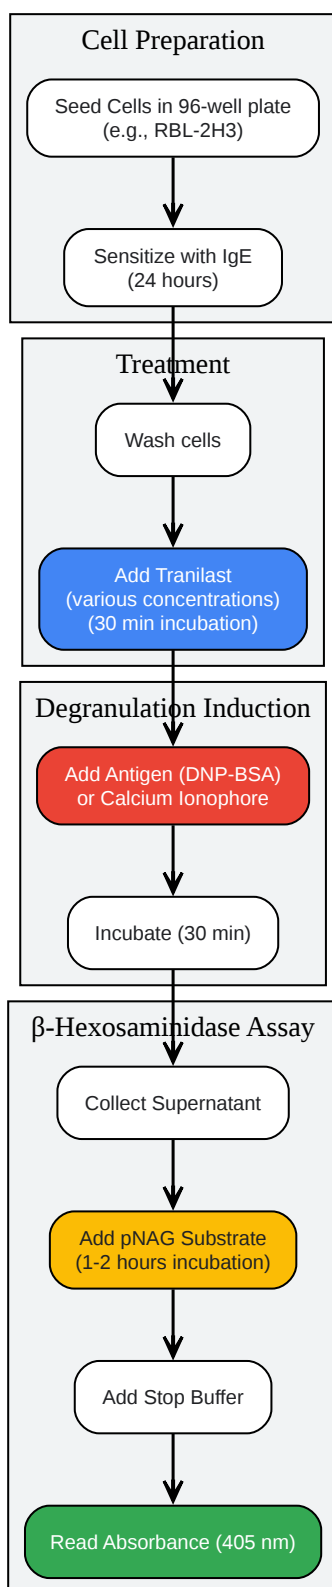 Cell Preparation
Seed Cells in 96-well plate
(e.g., RBL-2H3)
Sensitize with IgE
(24 hours)
Treatment
Wash cells
Add Tranilast
(various concentrations)
(30 min incubation)
Degranulation Induction
Add Antigen (DNP-BSA)
or Calcium Ionophore
Incubate (30 min)
β-Hexosaminidase Assay
Collect Supernatant
Add pNAG Substrate
(1-2 hours incubation)
Add Stop Buffer
Read Absorbance (405 nm)